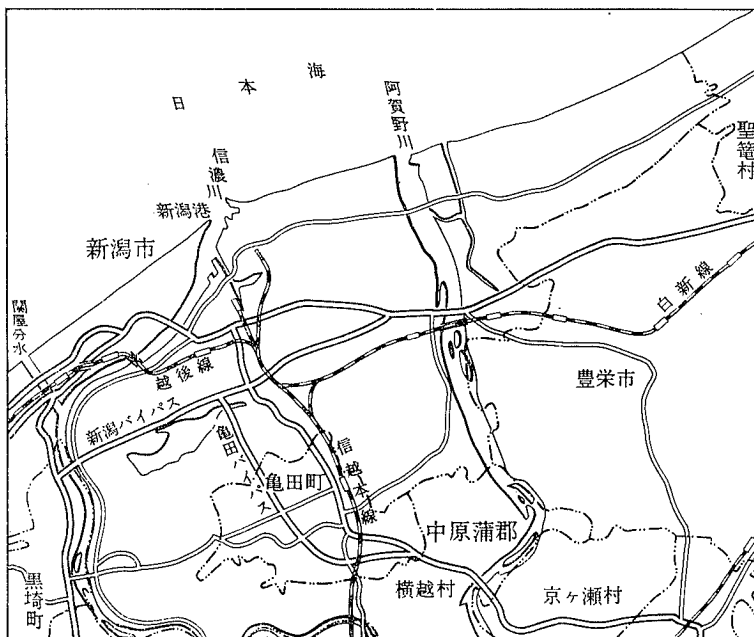 日本海
阿賀野川
聖篭村
信濃川
新潟港
新潟市
関屋分水
白新線
越後線
豊栄市
新潟バイパス
亀田バイパス
亀田町
信越本線
中原蒲郡
黒埼町
横越村
京ヶ瀬村